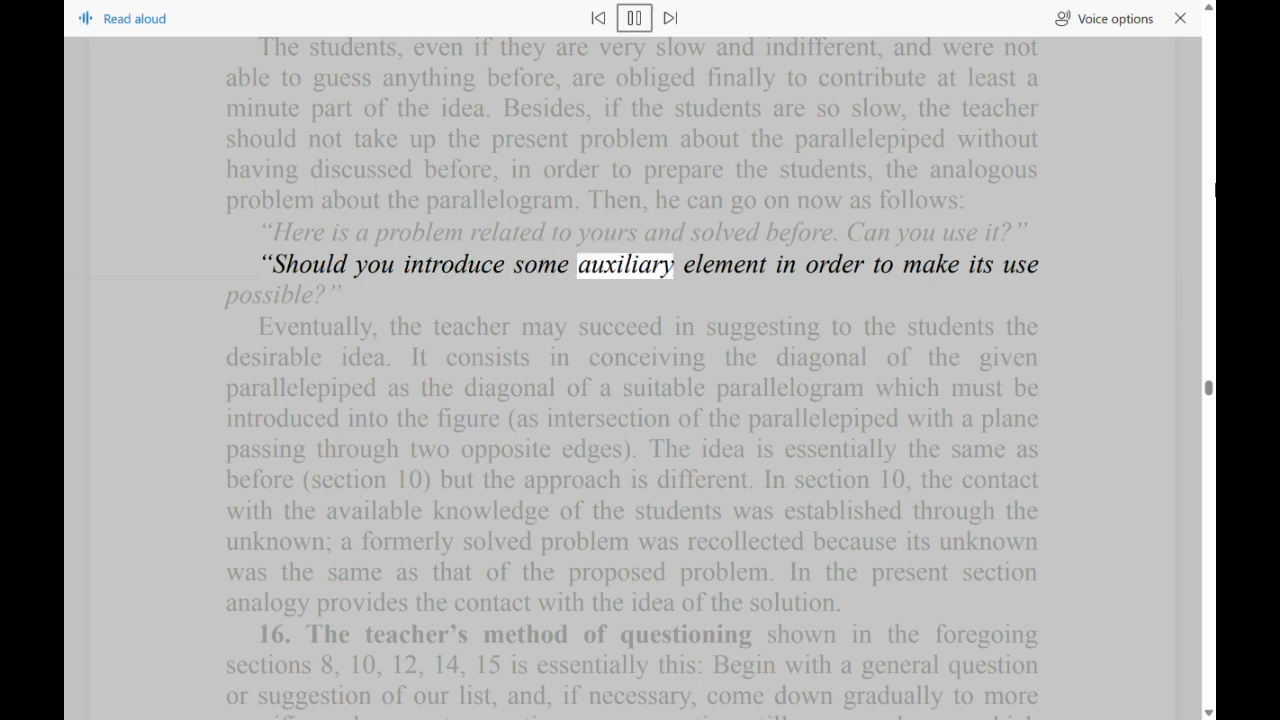 Read aloud
Voice options
The students, even if they are very slow and indifferent, and were not
able to guess anything before, are obliged finally to contribute at least a
minute part of the idea. Besides, if the students are so slow, the teacher
should not take up the present problem about the parallelepiped without
having discussed before, in order to prepare the students, the analogous
problem about the parallelogram. Then, he can go on now as follows:
“Here is a problem related to yours and solved before. Can you use it?”
“Should you introduce some auxiliary element in order to make its use
possible?”
Eventually, the teacher may succeed in suggesting to the students the
desirable idea. It consists in conceiving the diagonal of the given
parallelepiped as the diagonal of a suitable parallelogram which must be
introduced into the figure (as intersection of the parallelepiped with a plane
passing through two opposite edges). The idea is essentially the same as
before (section 10) but the approach is different. In section 10, the contact
with the available knowledge of the students was established through the
unknown; a formerly solved problem was recollected because its unknown
was the same as that of the proposed problem. In the present section
analogy provides the contact with the idea of the solution.
16. The teacher’s method of questioning shown in the foregoing
sections 8, 10, 12, 14, 15 is essentially this: Begin with a general question
or suggestion of our list, and, if necessary, come down gradually to more